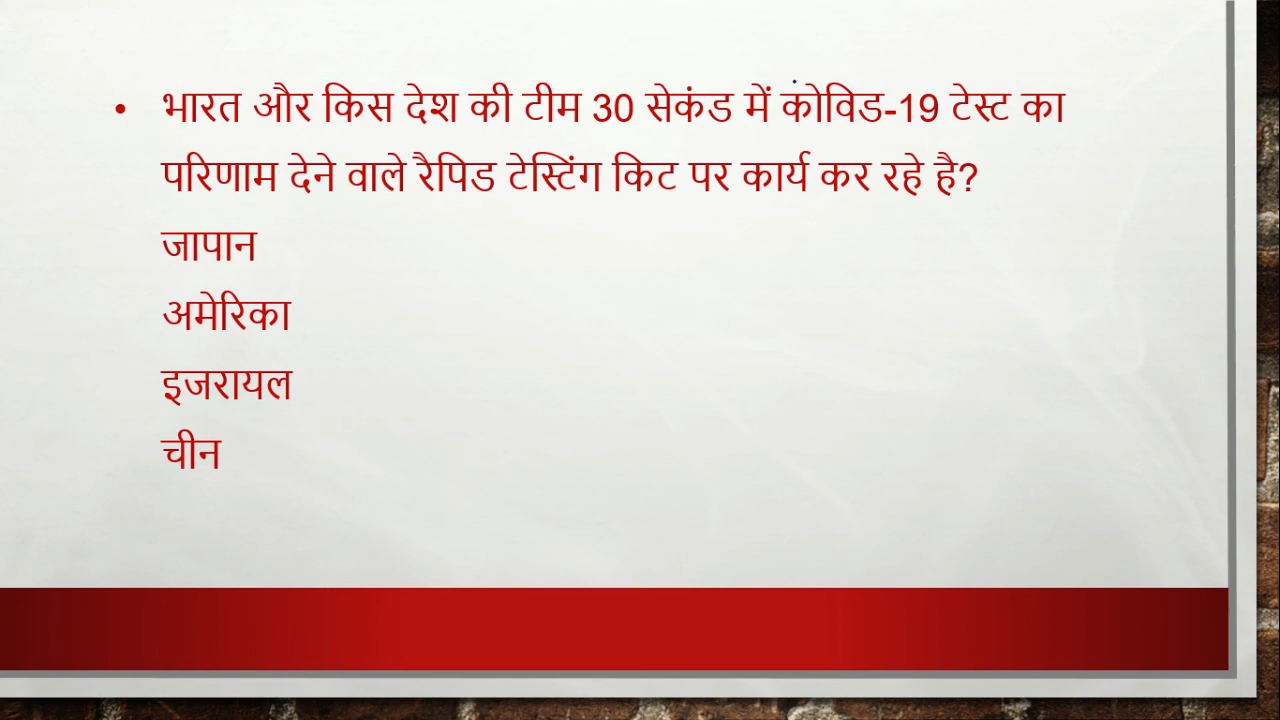 • भारत और किस देश की टीम 30 सेकंड में कोविड-19 टेस्ट का
परिणाम देने वाले रैपिड टेस्टिंग किट पर कार्य कर रहे है?
जापान
अमेरिका
इजरायल
चीन